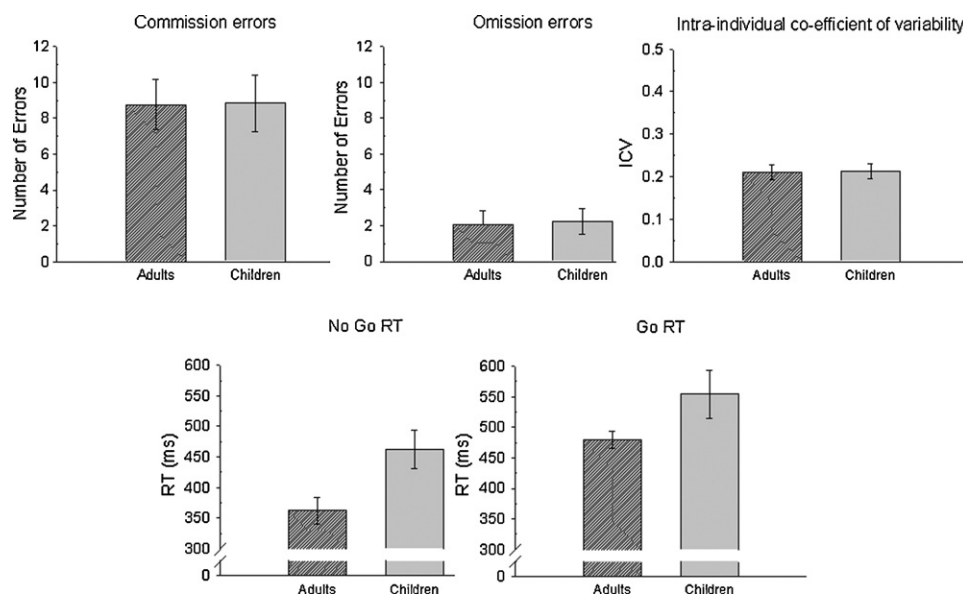 Commission errors
Number of Errors
12
10
8
6
4
2
0
Adults
Children
Omission errors
Number of Errors
12
10
8
6
4
2
0
Adults
Children
Intra-individual co-efficient of variability
ICV
0.5
0.4
0.3
0.2
0.1
0.0
Adults
Children
No Go RT
RT (ms)
600
550
500
450
400
350
300
0
Adults
Children
Go RT
RT (ms)
600
550
500
450
400
350
300
0
Adults
Children